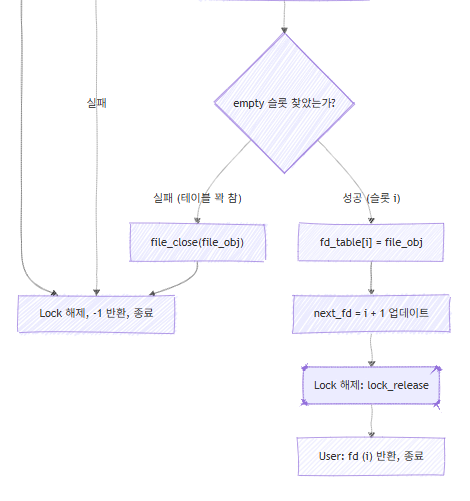 empty 슬롯 찾았는가?
실패
실패 (테이블 꽉 참)
성공 (슬롯 i)
file_close(file_obj)
fd_table[i] = file_obj
Lock 해제, -1 반환, 종료
next_fd = i + 1 업데이트
Lock 해제: lock_release
User: fd (i) 반환, 종료